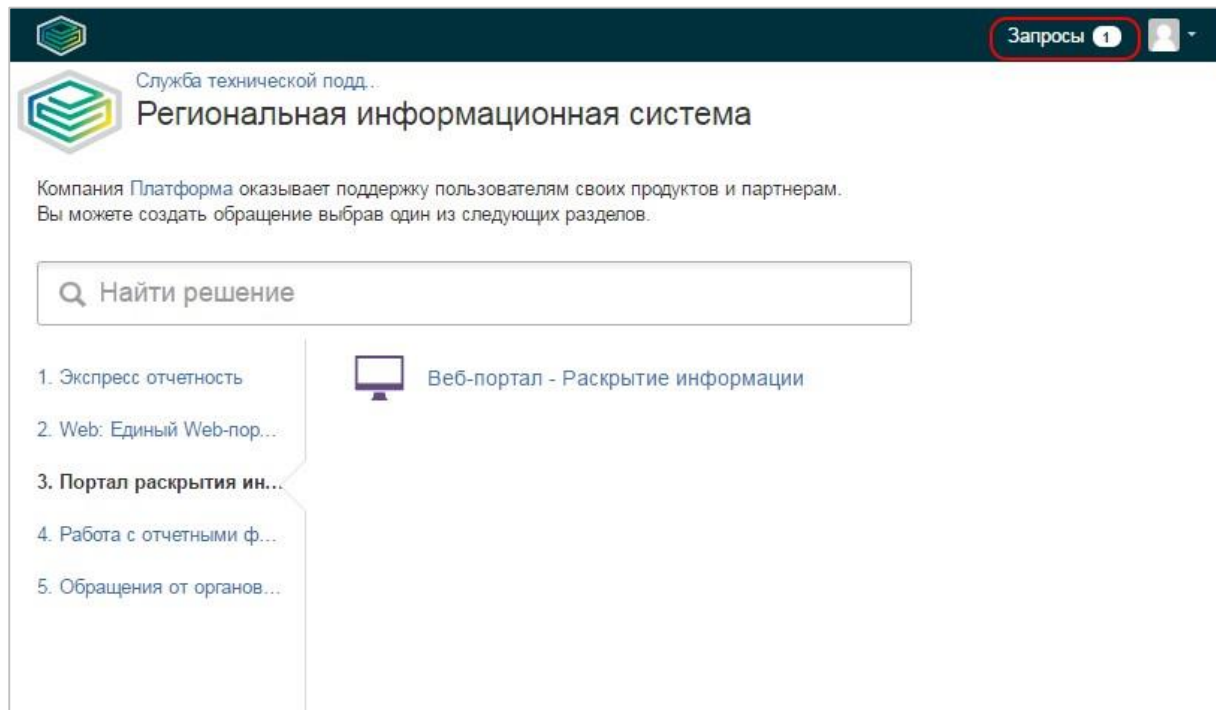 Запросы 1
Служба технической подд...
Региональная информационная система
Компания Платформа оказывает поддержку пользователям своих продуктов и партнерам.
Вы можете создать обращение выбрав один из следующих разделов.
Найти решение
1. Экспресс отчетность
2. Web: Единый Web-пор...
3. Портал раскрытия ин...
4. Работа с отчетными ф...
5. Обращения от органов...
Веб-портал - Раскрытие информации